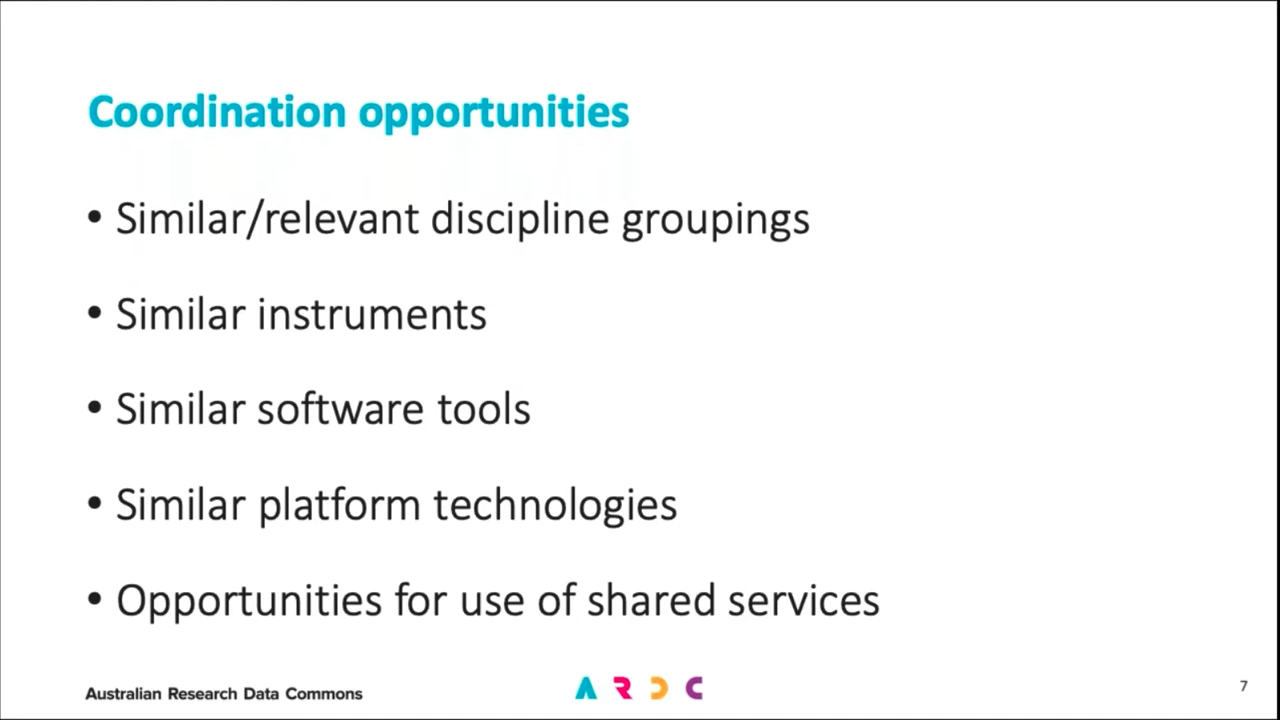 Coordination opportunities
• Similar/relevant discipline groupings
• Similar instruments
• Similar software tools
• Similar platform technologies
• Opportunities for use of shared services
Australian Research Data Commons
ARDC
7